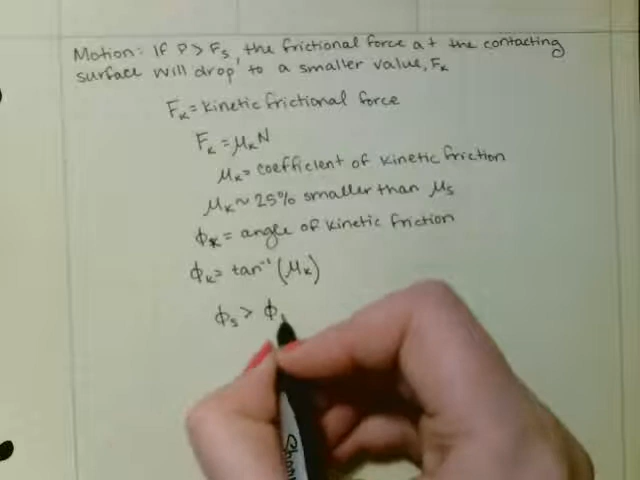 Motion: If P > Fs, the frictional force at the contacting
surface will drop to a smaller value, Fk
Fk = kinetic frictional force
Fk = μkN
μk = coefficient of kinetic friction
μk ~ 25% smaller than μs
ϕk = angle of kinetic friction
ϕk = tan⁻¹(μk)
ϕs > ϕ